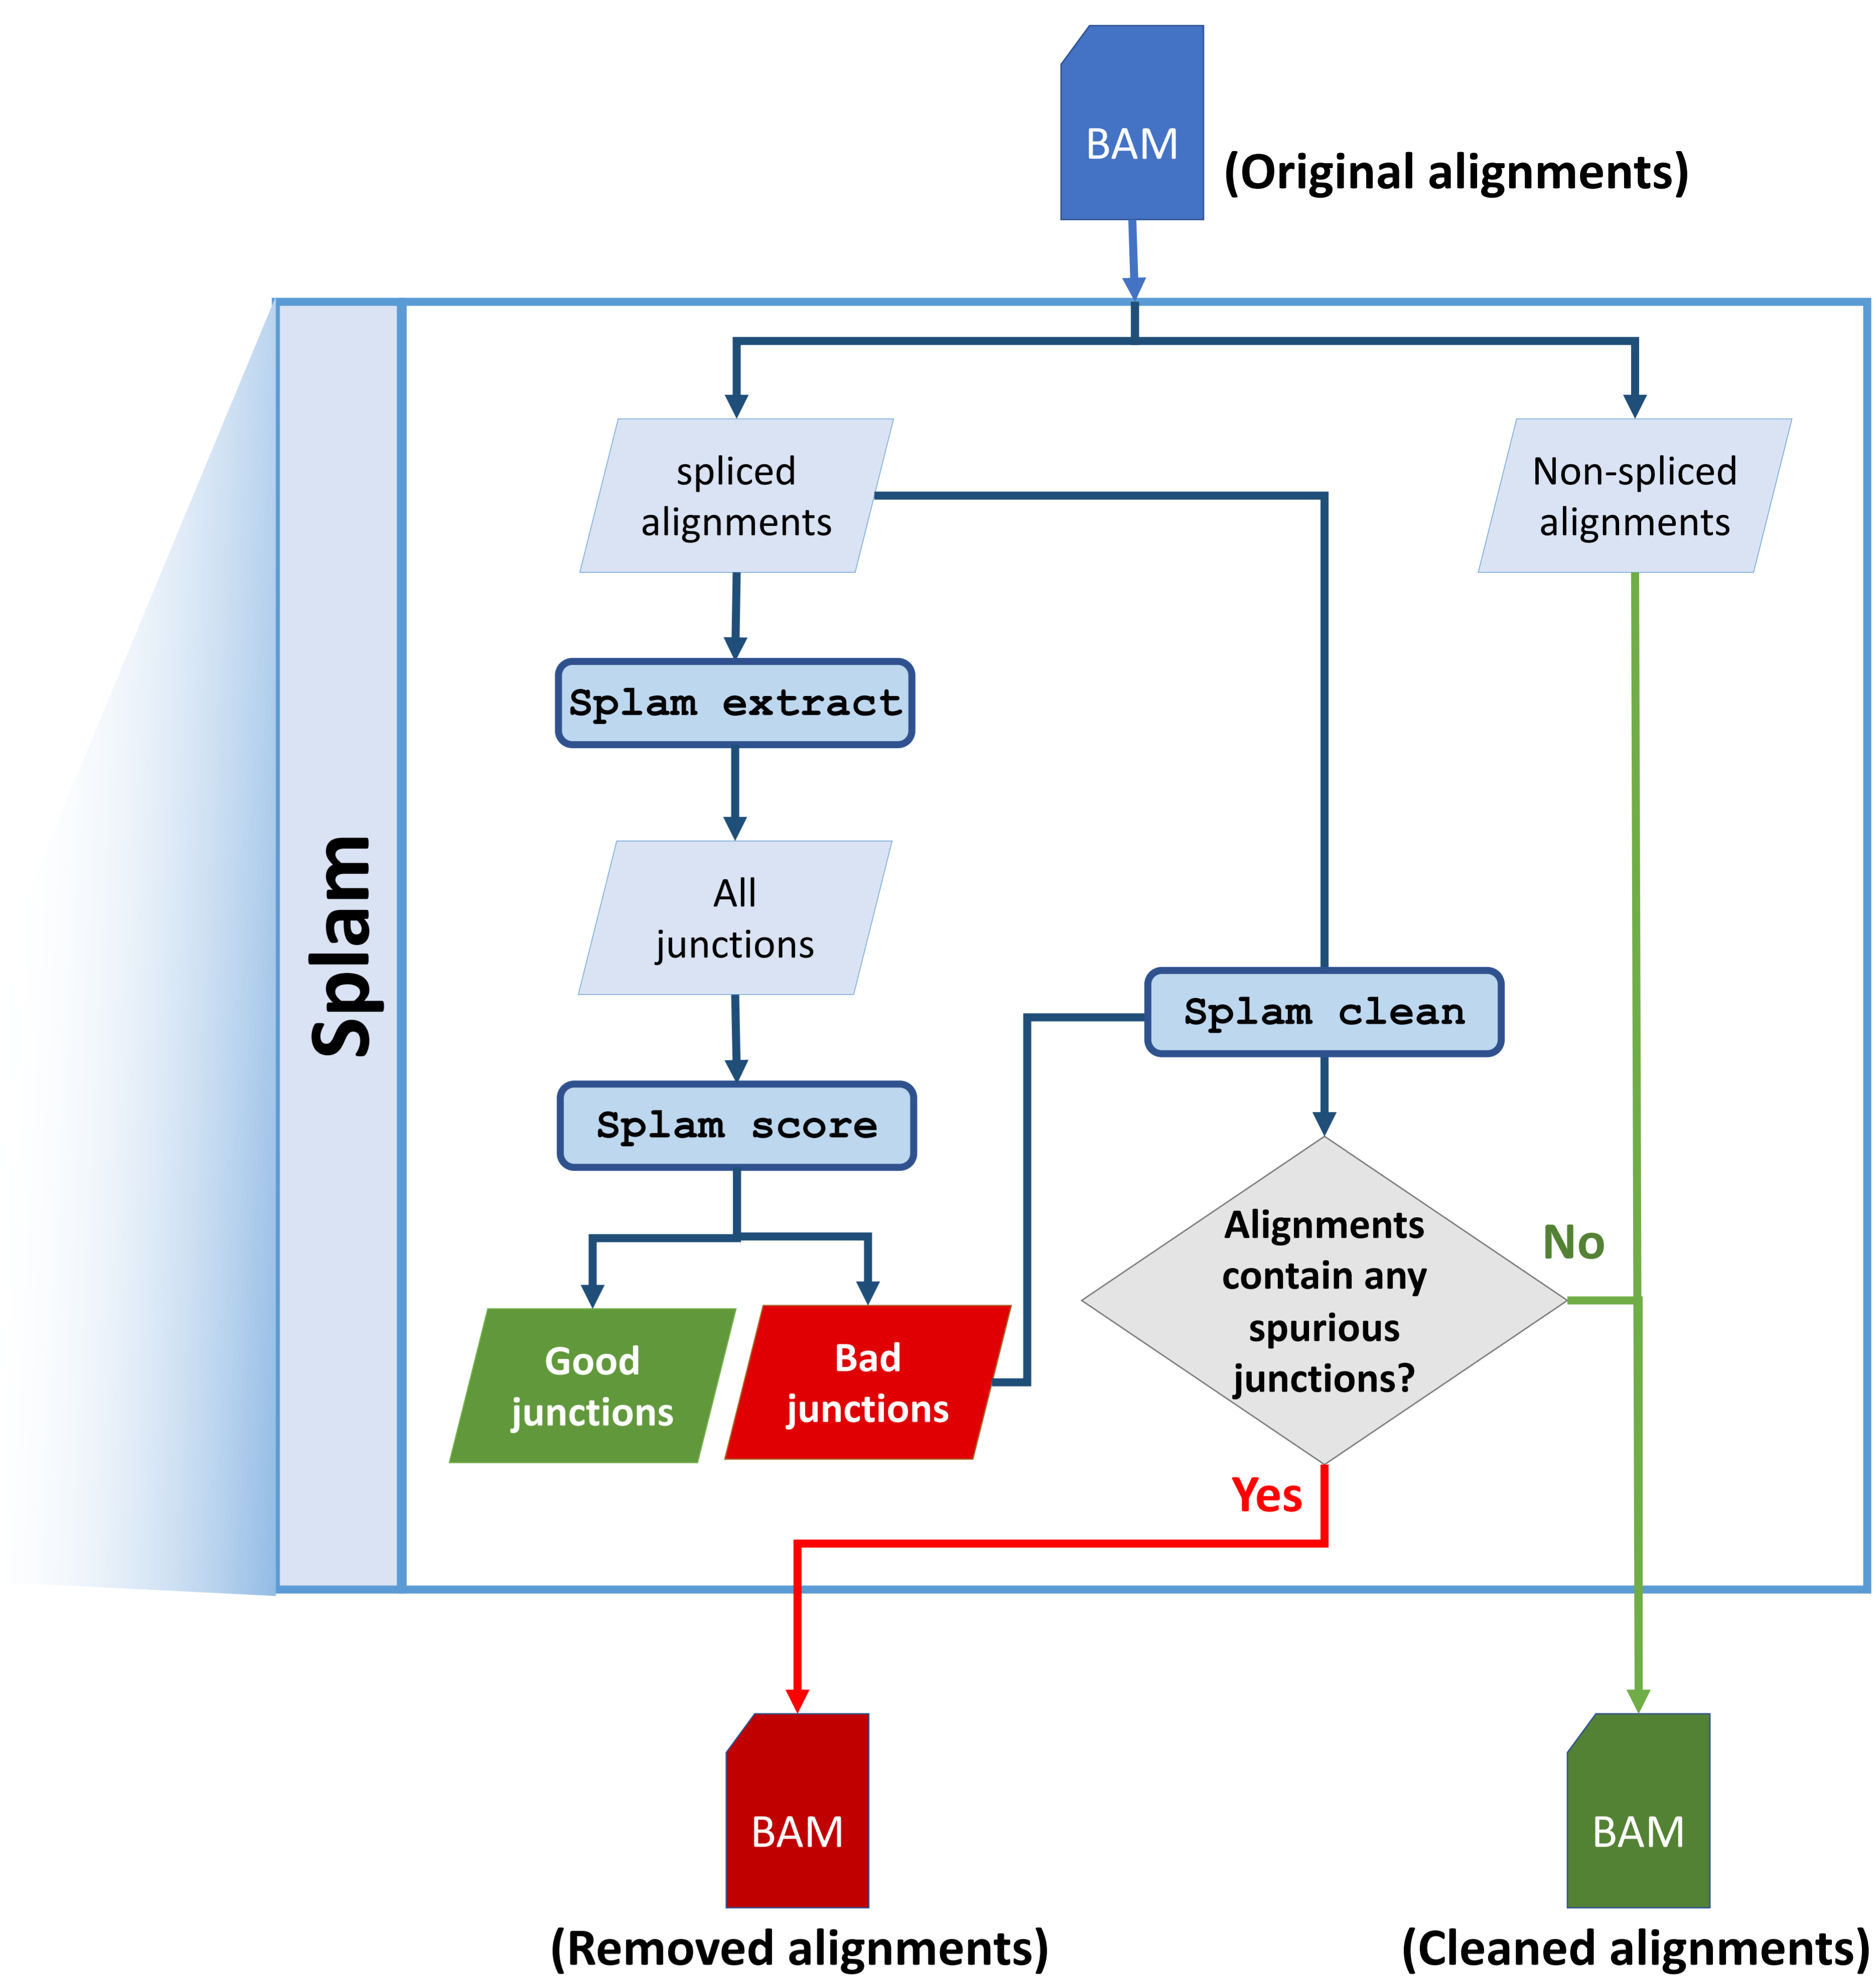 BAM
(Original alignments)
Splam
spliced
alignments
Non-spliced
alignments
Splam extract
All
junctions
Splam clean
Splam score
Alignments
contain any
spurious
junctions?
No
Good
junctions
Bad
junctions
Yes
BAM
(Removed alignments)
BAM
(Cleaned alignments)